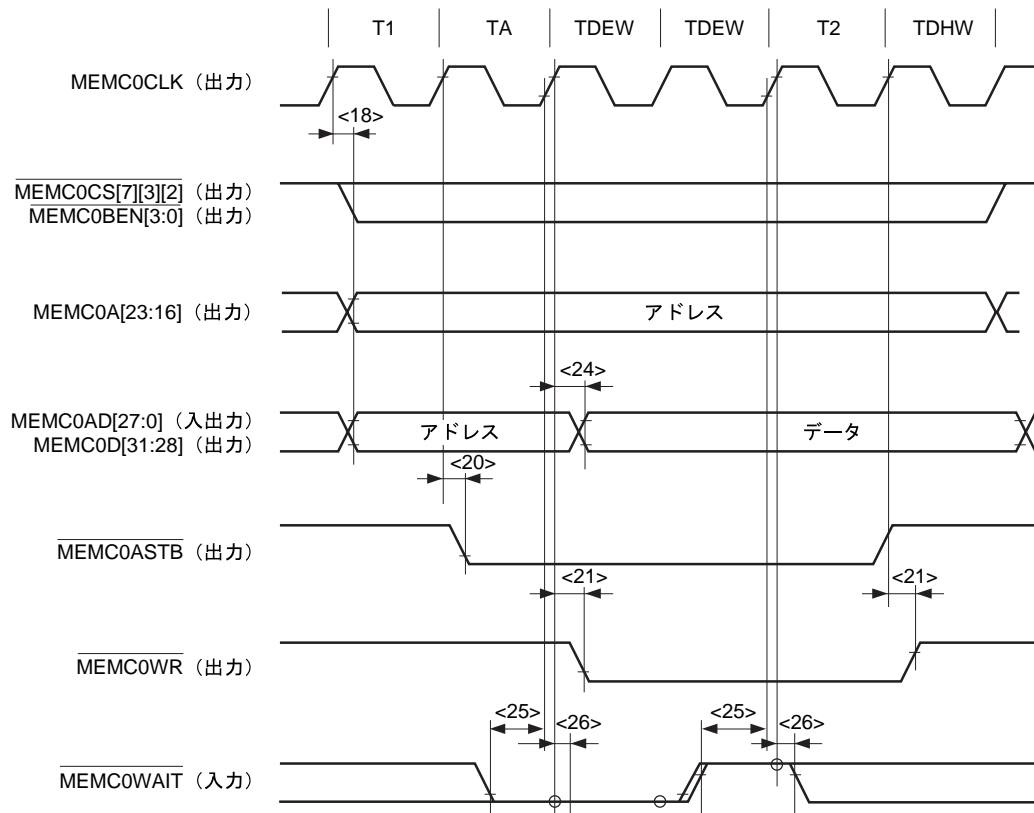 T1 TA TDEW TDEW T2 TDHW
MEMC0CLK（出力）
<18>
MEMC0CS[7][3][2]（出力）
MEMC0BEN[3:0]（出力）
MEMC0A[23:16]（出力） アドレス
<24>
MEMC0AD[27:0]（入出力）
MEMC0D[31:28]（出力） アドレス データ
<20>
MEMC0ASTB（出力）
<21> <21>
MEMC0WR（出力）
<25> <26> <25> <26>
MEMC0WAIT（入力）